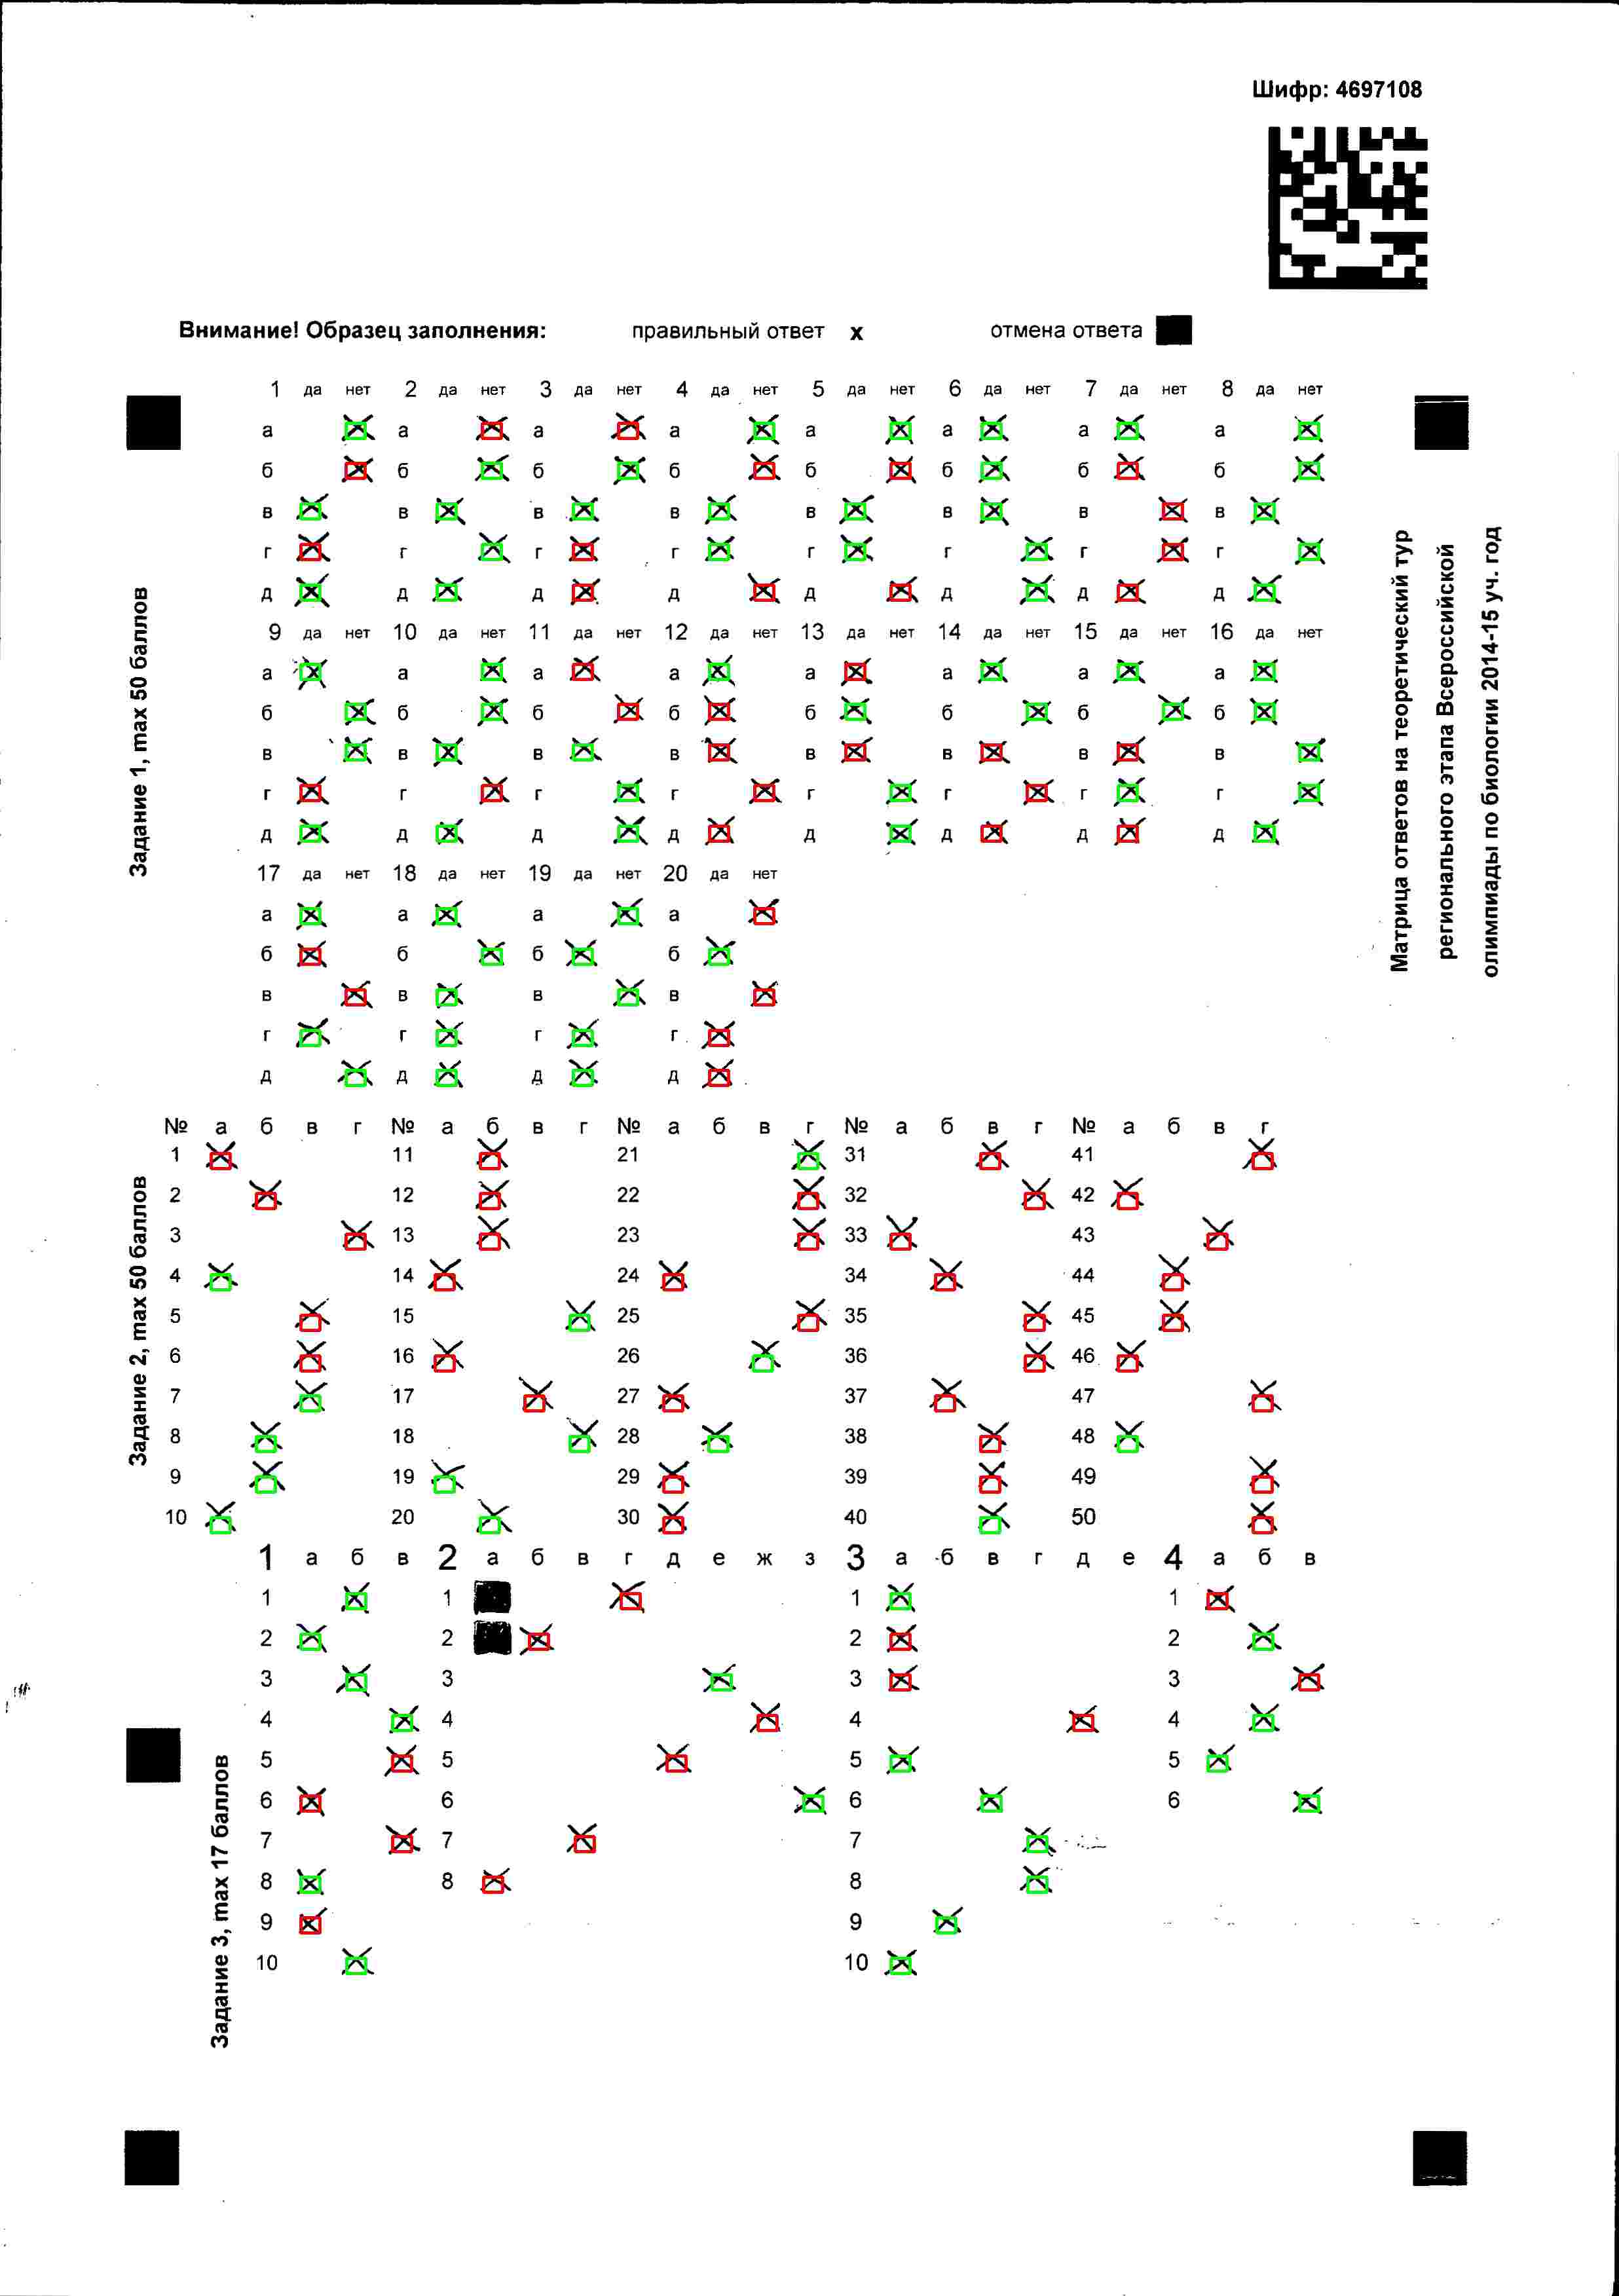 Шифр: 4697108
Внимание! Образец заполнения: правильный ответ x отмена ответа
Задание 1, max 50 баллов
1 да нет 2 да нет 3 да нет 4 да нет 5 да нет 6 да нет 7 да нет 8 да нет
а а а а а а а а
б б б б б б б б
в в в в в в в в
г г г г г г г г
д д д д д д д д
9 да нет 10 да нет 11 да нет 12 да нет 13 да нет 14 да нет 15 да нет 16 да нет
а а а а а а а а
б б б б б б б б
в в в в в в в в
г г г г г г г г
д д д д д д д д
17 да нет 18 да нет 19 да нет 20 да нет
а а а а
б б б б
в в в в
г г г г
д д д д
Матрица ответов на теоретический тур
регионального этапа Всероссийской
олимпиады по биологии 2014-15 уч. год
Задание 2, max 50 баллов
№ а б в г № а б в г № а б в г № а б в г № а б в г
1 11 21 31 41
2 12 22 32 42
3 13 23 33 43
4 14 24 34 44
5 15 25 35 45
6 16 26 36 46
7 17 27 37 47
8 18 28 38 48
9 19 29 39 49
10 20 30 40 50
Задание 3, max 17 баллов
1 а б в 2 а б в г д е ж з 3 а б в г д е 4 а б в
1 1 1 1
2 2 2 2
3 3 3 3
4 4 4 4
5 5 5 5
6 6 6 6
7 7 7
8 8 8
9 9
10 10